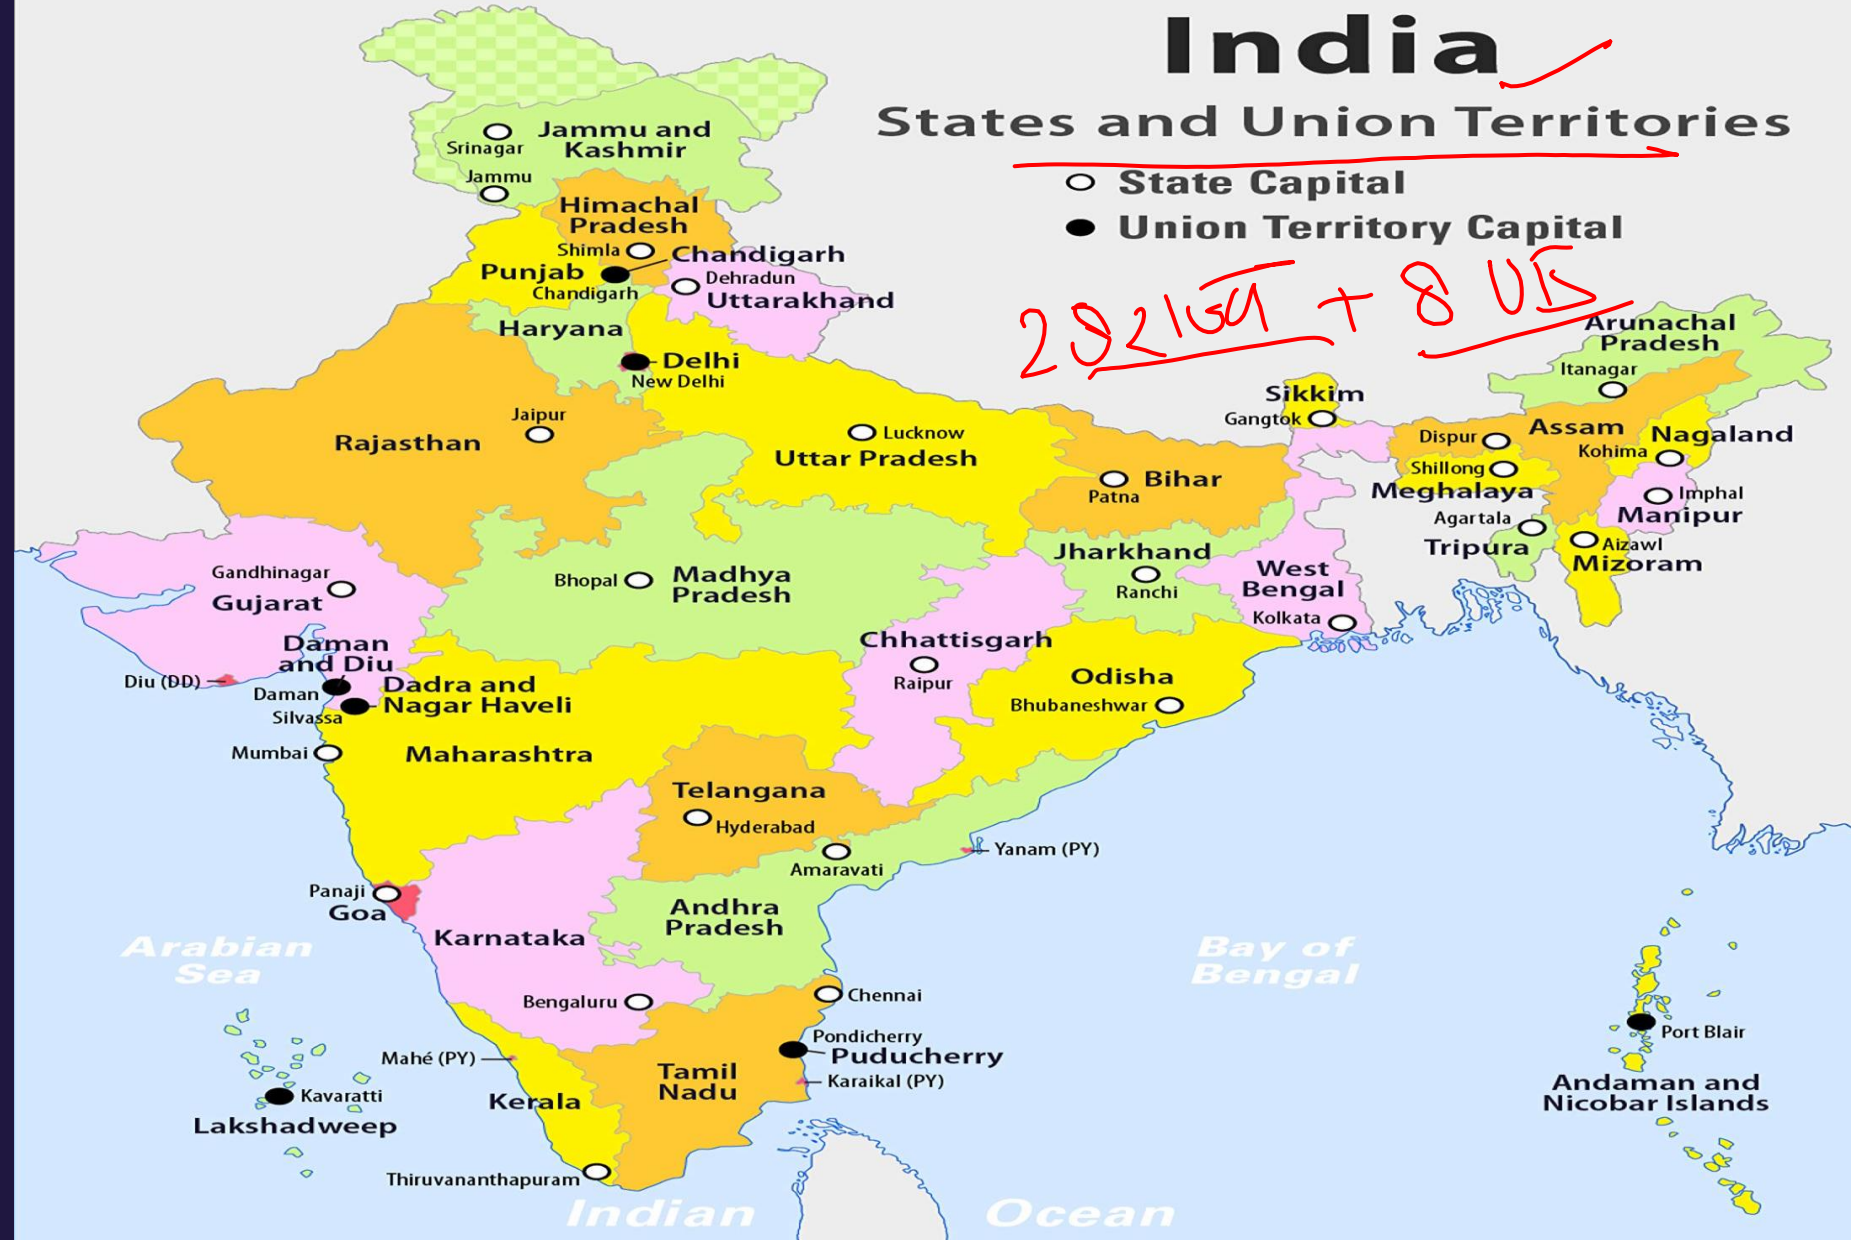 India
States and Union Territories
State Capital
Union Territory Capital
28 राज्य + 8 UT
Srinagar
Jammu and
Kashmir
Jammu
Himachal
Pradesh
Shimla
Chandigarh
Punjab
Chandigarh
Dehradun
Uttarakhand
Haryana
Delhi
New Delhi
Arunachal
Pradesh
Itanagar
Sikkim
Gangtok
Jaipur
Rajasthan
Lucknow
Uttar Pradesh
Dispur
Assam
Nagaland
Kohima
Bihar
Patna
Shillong
Meghalaya
Imphal
Manipur
Agartala
Tripura
Aizawl
Mizoram
Gandhinagar
Gujarat
Bhopal
Madhya
Pradesh
Jharkhand
Ranchi
West
Bengal
Kolkata
Daman
and Diu
Diu (DD)
Daman
Silvassa
Dadra and
Nagar Haveli
Chhattisgarh
Raipur
Odisha
Bhubaneshwar
Mumbai
Maharashtra
Telangana
Hyderabad
Amaravati
Yanam (PY)
Panaji
Goa
Karnataka
Andhra
Pradesh
Arabian
Sea
Bay of
Bengal
Bengaluru
Chennai
Pondicherry
Puducherry
Karaikal (PY)
Port Blair
Andaman and
Nicobar Islands
Mahé (PY)
Kerala
Tamil
Nadu
Kavaratti
Lakshadweep
Thiruvananthapuram
Indian Ocean